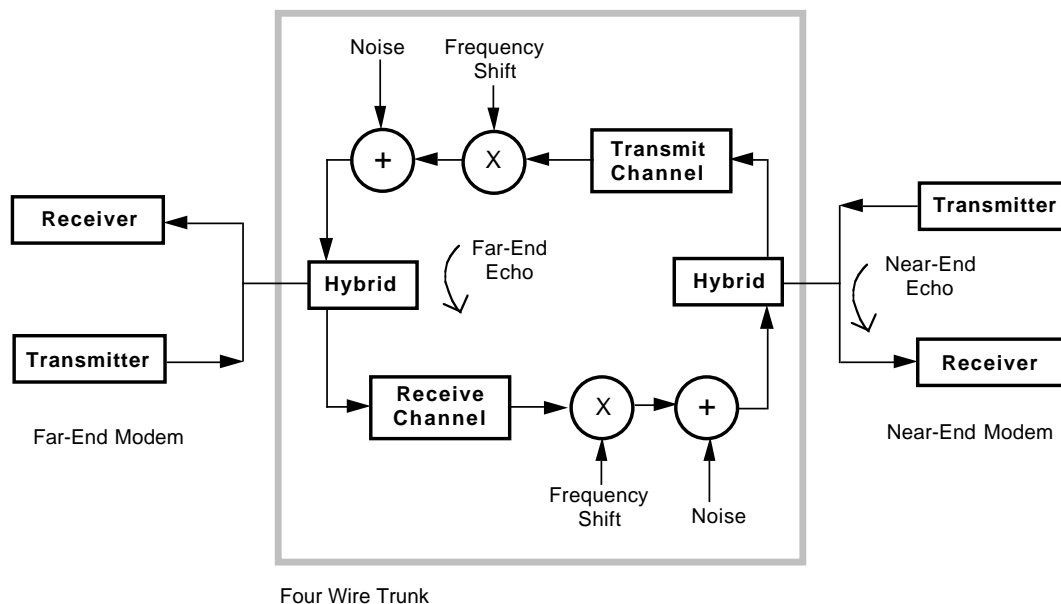 Noise
Frequency
Shift
+
X
Transmit
Channel
Receiver
Transmitter
Far-End
Echo
Near-End
Echo
Hybrid
Hybrid
Transmitter
Receiver
Receive
Channel
X
+
Far-End Modem
Near-End Modem
Frequency
Shift
Noise
Four Wire Trunk